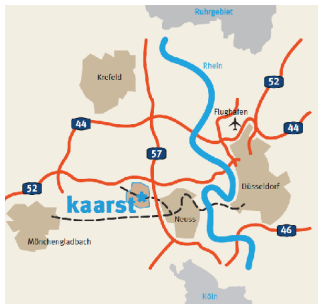 Ruhrgebiet
Rhein
Krefeld
52
Flughafen
44
44
57
52
Düsseldorf
kaarst
Neuss
Mönchengladbach
46
Köln